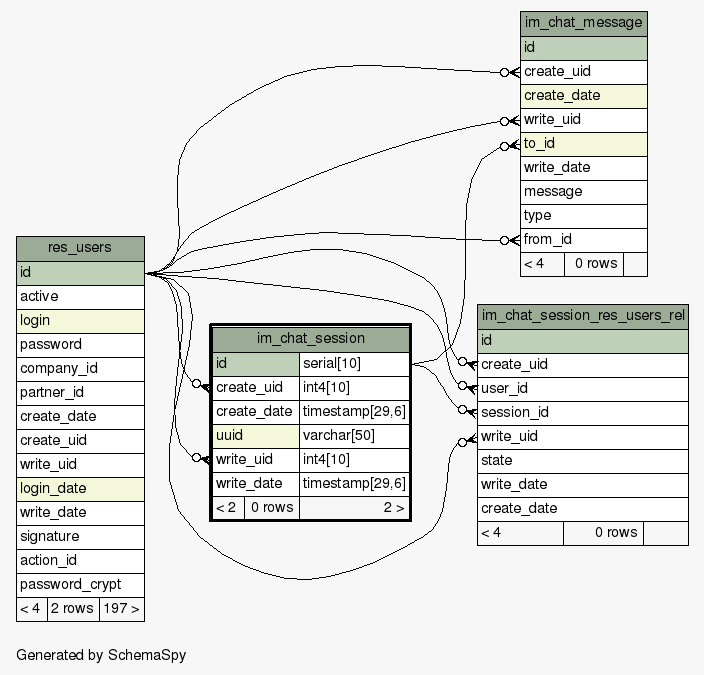 im_chat_message
id
create_uid
create_date
write_uid
to_id
write_date
message
type
from_id
< 4 0 rows
res_users
id
active
login
password
company_id
partner_id
create_date
create_uid
write_uid
login_date
write_date
signature
action_id
password_crypt
< 4 2 rows 197 >
im_chat_session
id serial[10]
create_uid int4[10]
create_date timestamp[29,6]
uuid varchar[50]
write_uid int4[10]
write_date timestamp[29,6]
< 2 0 rows 2 >
im_chat_session_res_users_rel
id
create_uid
user_id
session_id
write_uid
state
write_date
create_date
< 4 0 rows
Generated by SchemaSpy